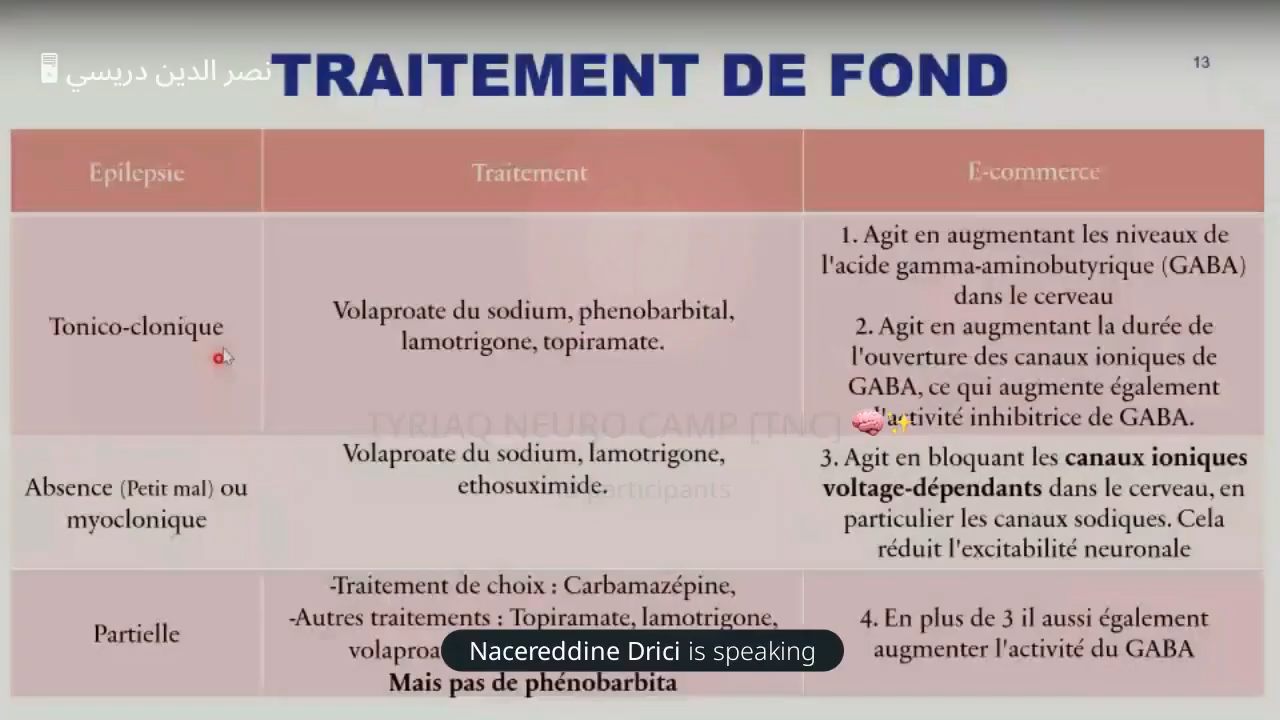 نصر الدين دريسي
TRAITEMENT DE FOND
13
Epilepsie
Traitement
E-commerce
Tonico-clonique
Volaproate du sodium, phenobarbital,
lamotrigone, topiramate.
1. Agit en augmentant les niveaux de
l'acide gamma-aminobutyrique (GABA)
dans le cerveau
2. Agit en augmentant la durée de
l'ouverture des canaux ioniques de
GABA, ce qui augmente également
l'activité inhibitrice de GABA.
TYRIAQ NEURO CAMP [TNC]
participants
Absence (Petit mal) ou
myoclonique
Volaproate du sodium, lamotrigone,
ethosuximide.
3. Agit en bloquant les canaux ioniques
voltage-dépendants dans le cerveau, en
particulier les canaux sodiques. Cela
réduit l'excitabilité neuronale
Partielle
-Traitement de choix : Carbamazépine,
-Autres traitements : Topiramate, lamotrigone,
volaproa
Mais pas de phénobarbita
4. En plus de 3 il aussi également
augmenter l'activité du GABA
Nacereddine Drici is speaking